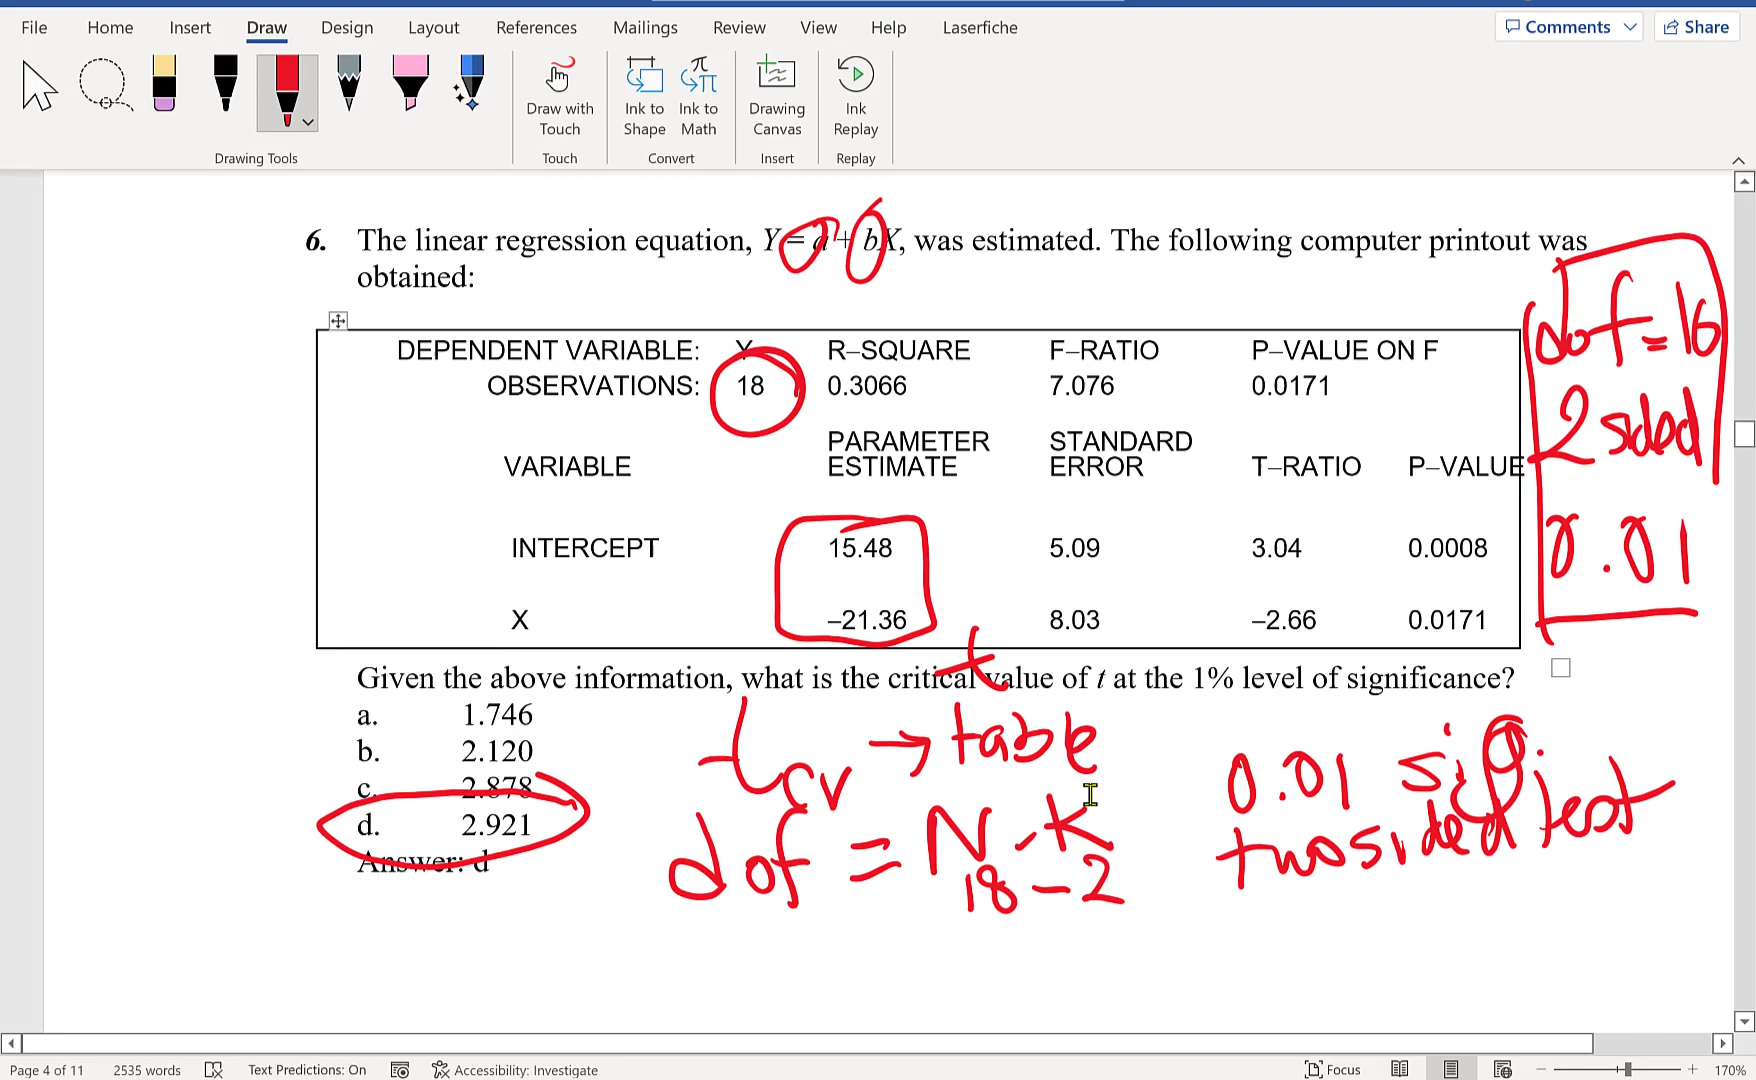 File Home Insert Draw Design Layout References Mailings Review View Help Laserfiche Comments Share
Draw with Touch Ink to Shape Ink to Math Drawing Canvas Ink Replay
Drawing Tools Touch Convert Insert Replay
6. The linear regression equation, Y = a + bX, was estimated. The following computer printout was
obtained:
DEPENDENT VARIABLE: Y R–SQUARE F–RATIO P–VALUE ON F
OBSERVATIONS: 18 0.3066 7.076 0.0171
PARAMETER STANDARD
VARIABLE ESTIMATE ERROR T–RATIO P–VALUE
INTERCEPT 15.48 5.09 3.04 0.0008
X –21.36 8.03 –2.66 0.0171
dof = 16
2 sided
0.01
Given the above information, what is the critical value of t at the 1% level of significance?
a. 1.746
b. 2.120
c. 2.878
d. 2.921
Answer: d
t
tcrv → table
dof = N - K
18 - 2
0.01 sig
two sided test
Page 4 of 11 2535 words Text Predictions: On Accessibility: Investigate Focus 170%